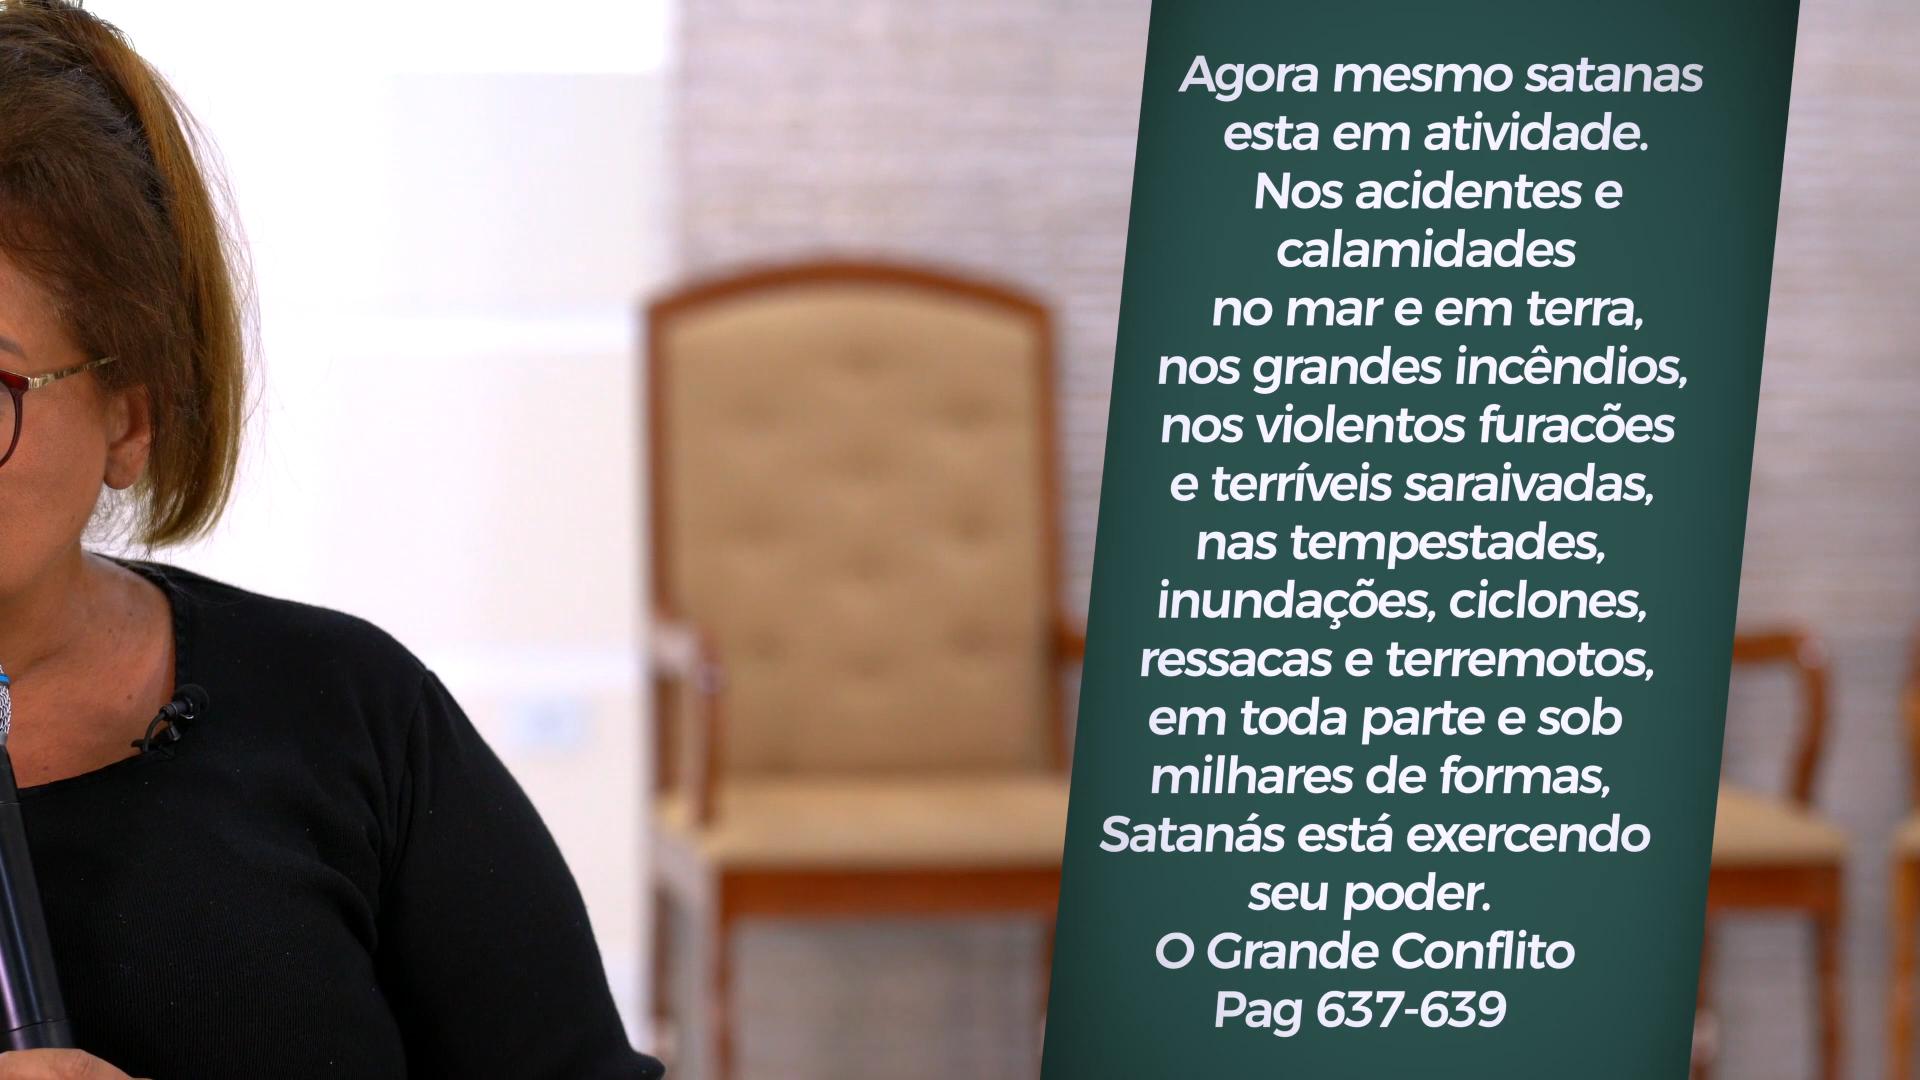 Agora mesmo satanas
esta em atividade.
Nos acidentes e
calamidades
no mar e em terra,
nos grandes incêndios,
nos violentos furacões
e terríveis saraivadas,
nas tempestades,
inundações, ciclones,
ressacas e terremotos,
em toda parte e sob
milhares de formas,
Satanás está exercendo
seu poder.
O Grande Conflito
Pag 637-639